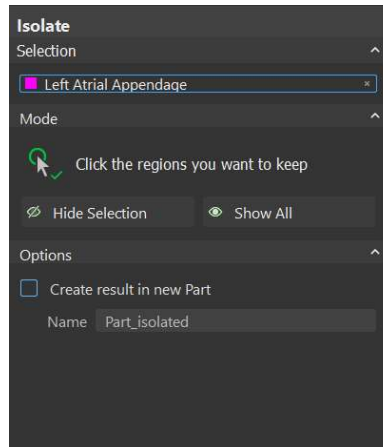 Isolate
Selection
Left Atrial Appendage ×
Mode
Click the regions you want to keep
Hide Selection Show All
Options
Create result in new Part
Name Part_isolated